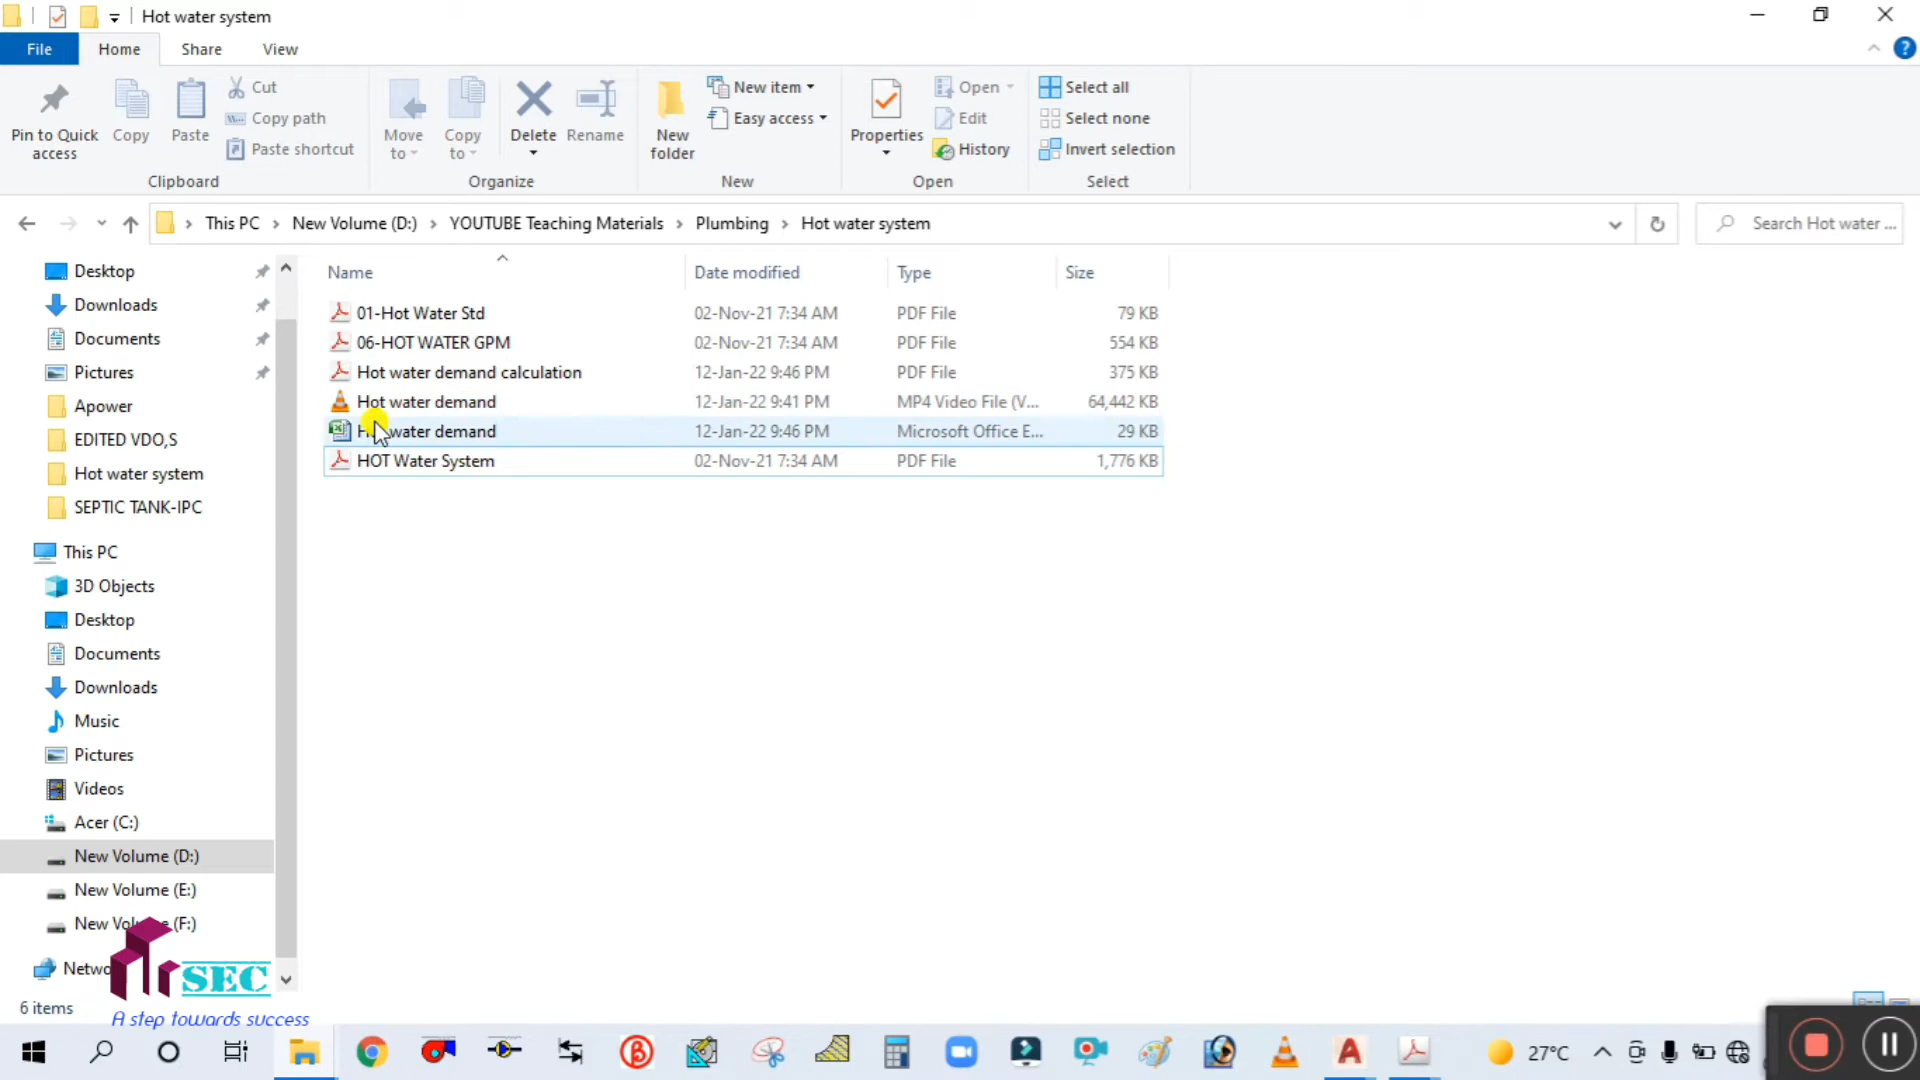 Hot water system
File Home Share View
Pin to Quick access
Copy
Paste
Cut
Copy path
Paste shortcut
Move to
Copy to
Delete
Rename
New folder
New item
Easy access
Properties
Open
Edit
History
Select all
Select none
Invert selection
Clipboard Organize New Open Select
This PC > New Volume (D:) > YOUTUBE Teaching Materials > Plumbing > Hot water system
Search Hot water ...
Desktop
Downloads
Documents
Pictures
Apower
EDITED VDO,S
Hot water system
SEPTIC TANK-IPC
This PC
3D Objects
Desktop
Documents
Downloads
Music
Pictures
Videos
Acer (C:)
New Volume (D:)
New Volume (E:)
(F:)
Name Date modified Type Size
01-Hot Water Std 02-Nov-21 7:34 AM PDF File 79 KB
06-HOT WATER GPM 02-Nov-21 7:34 AM PDF File 554 KB
Hot water demand calculation 12-Jan-22 9:46 PM PDF File 375 KB
Hot water demand 12-Jan-22 9:41 PM MP4 Video File (V... 64,442 KB
water demand 12-Jan-22 9:46 PM Microsoft Office E... 29 KB
HOT Water System 02-Nov-21 7:34 AM PDF File 1,776 KB
6 items
SEC
A step towards success
27°C